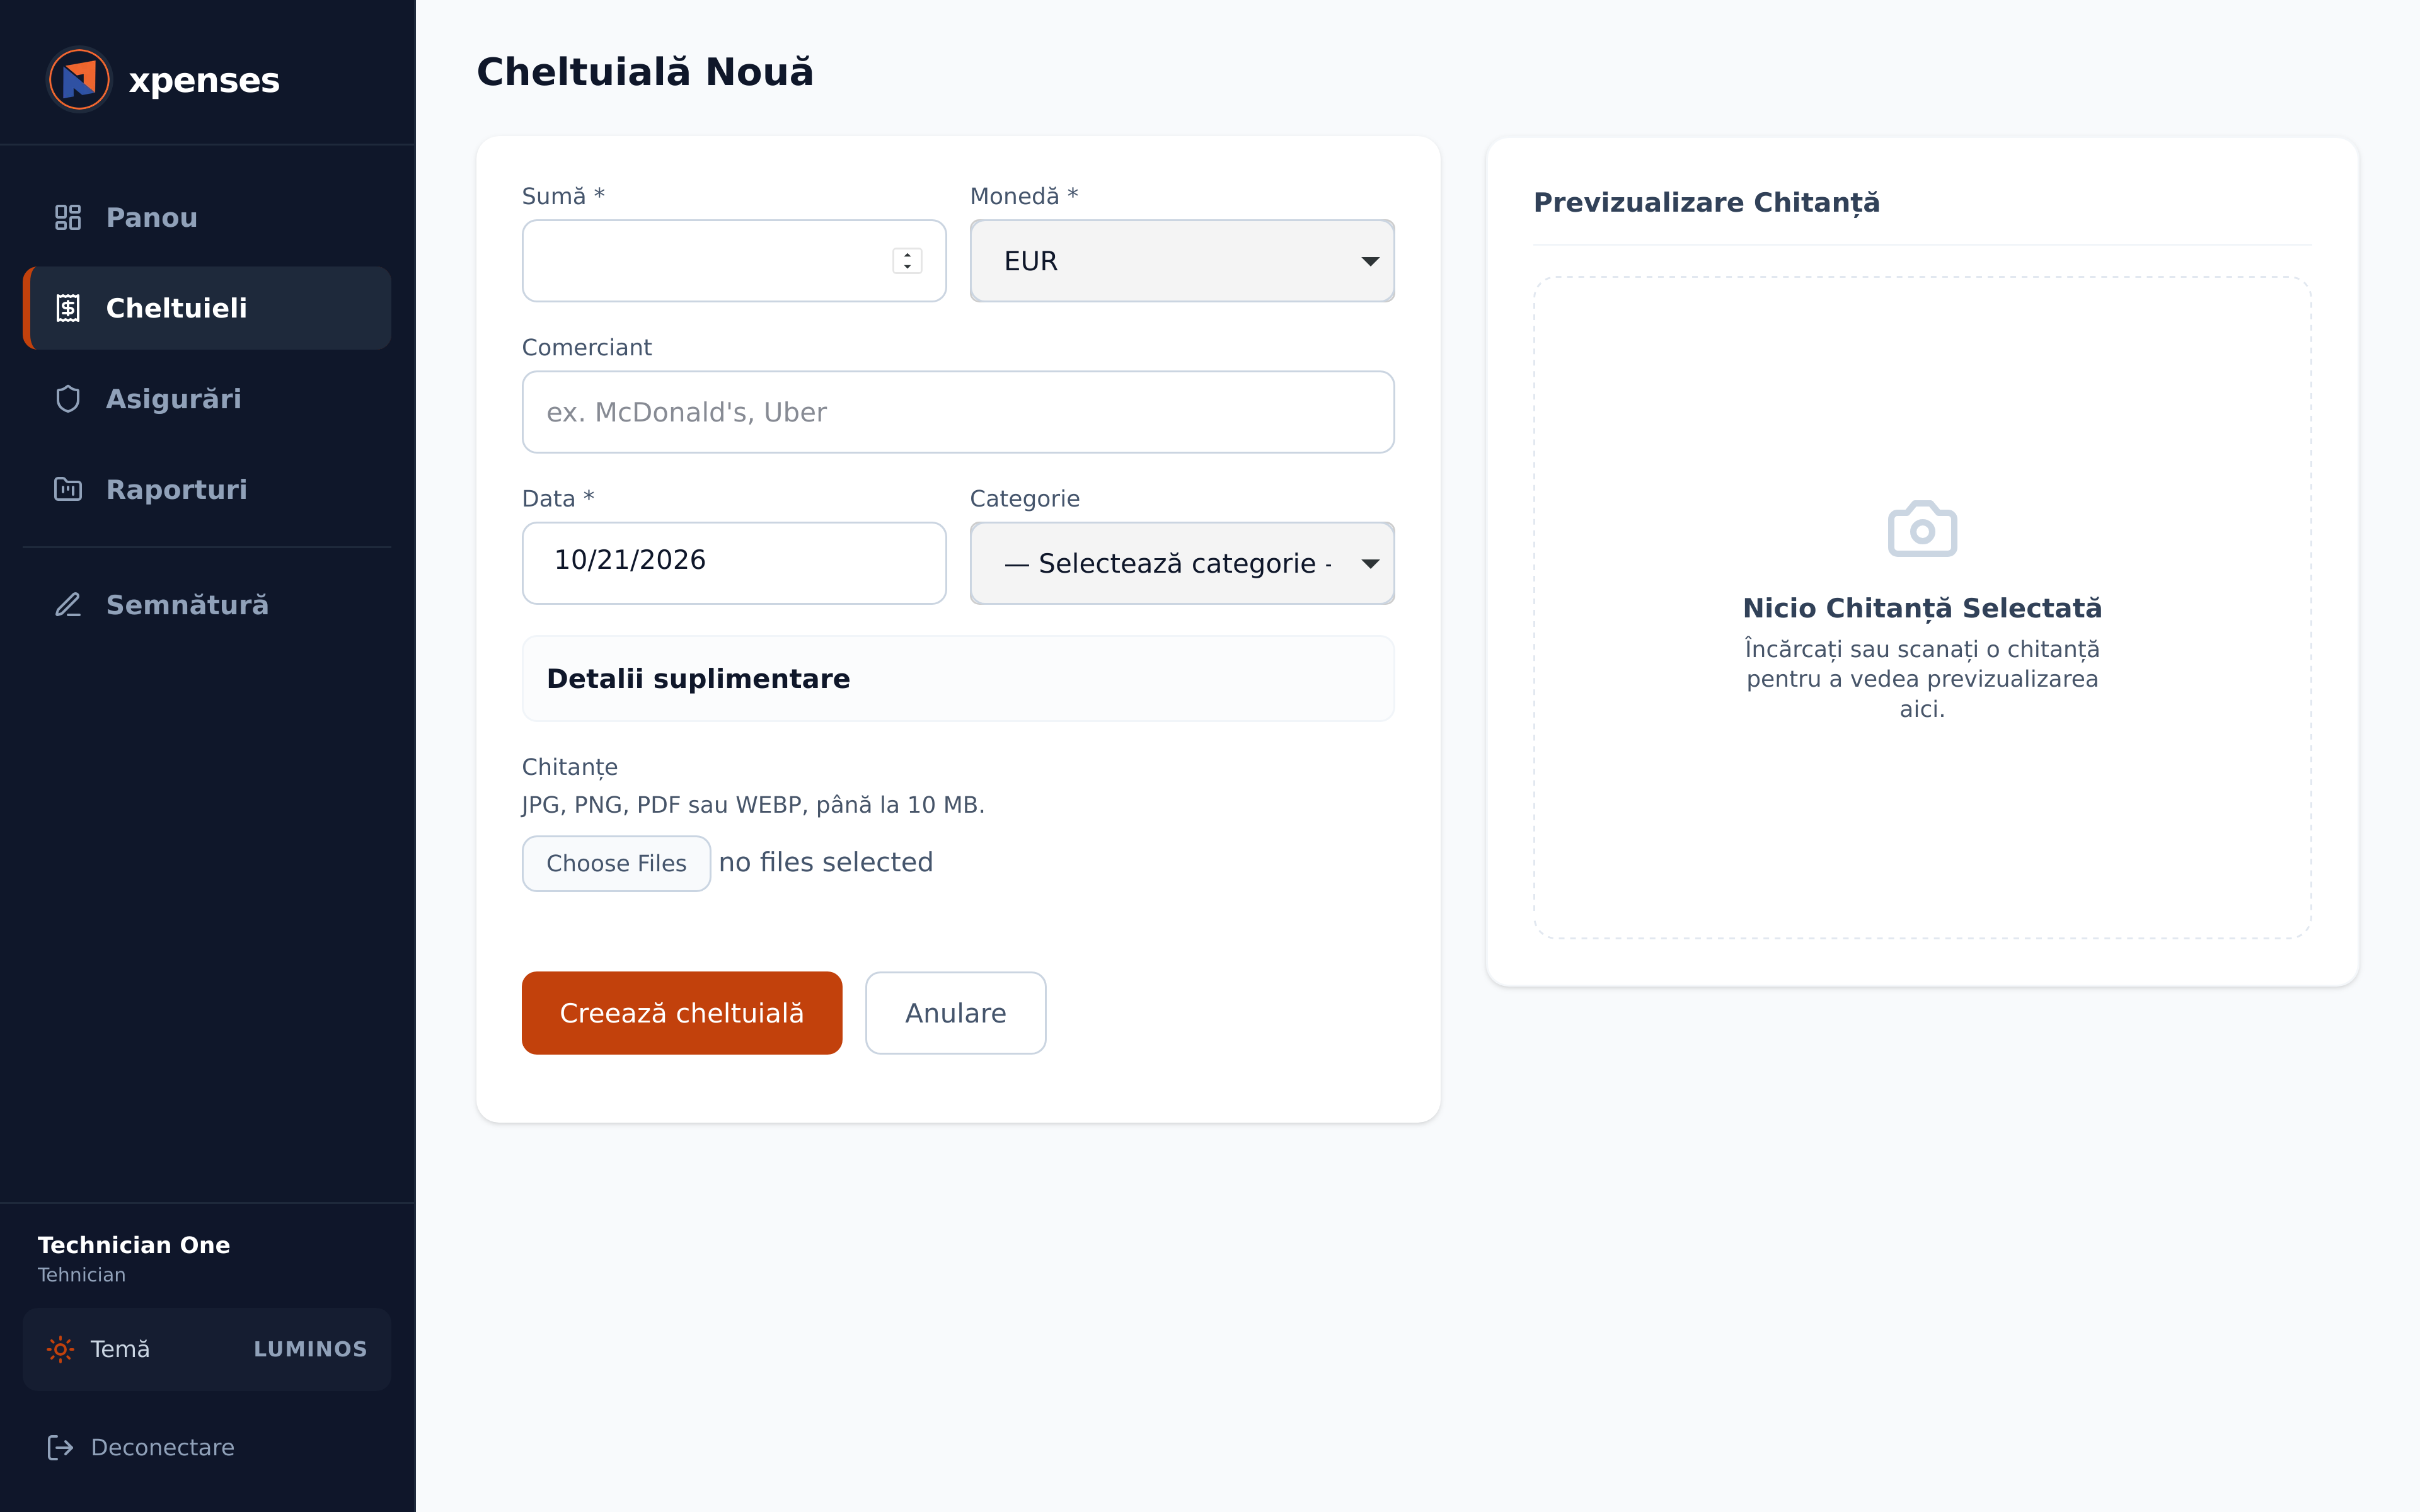 xpenses
Panou
Cheltuieli
Asigurări
Raporturi
Semnătură
Technician One
Tehnician
Temă LUMINOS
Deconectare
Cheltuială Nouă
Sumă * Monedă *
EUR
Comerciant
ex. McDonald's, Uber
Data * Categorie
10/21/2026 — Selectează categorie -
Detalii suplimentare
Chitanțe
JPG, PNG, PDF sau WEBP, până la 10 MB.
Choose Files no files selected
Creează cheltuială Anulare
Previzualizare Chitanță
Nicio Chitanță Selectată
Încărcați sau scanați o chitanță
pentru a vedea previzualizarea
aici.